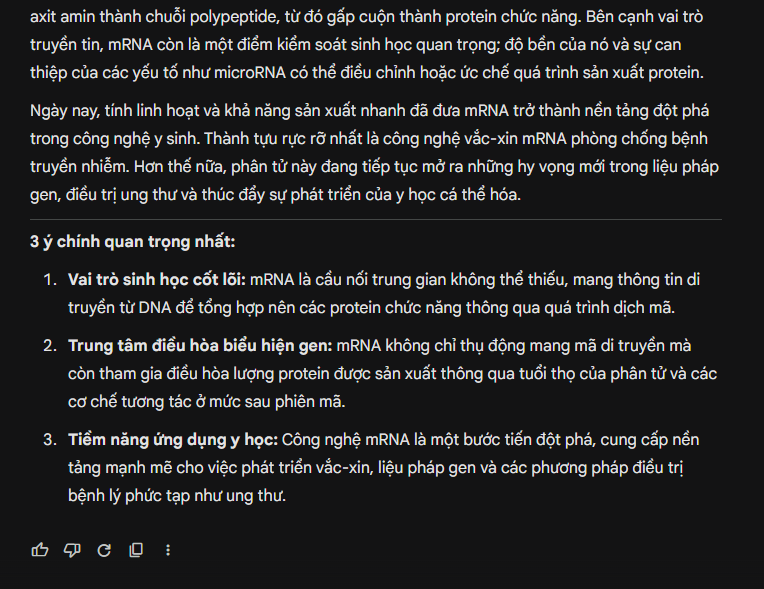 axit amin thành chuỗi polypeptide, từ đó gấp cuộn thành protein chức năng. Bên cạnh vai trò
truyền tin, mRNA còn là một điểm kiểm soát sinh học quan trọng; độ bền của nó và sự can
thiệp của các yếu tố như microRNA có thể điều chỉnh hoặc ức chế quá trình sản xuất protein.
Ngày nay, tính linh hoạt và khả năng sản xuất nhanh đã đưa mRNA trở thành nền tảng đột phá
trong công nghệ y sinh. Thành tựu rực rỡ nhất là công nghệ vắc-xin mRNA phòng chống bệnh
truyền nhiễm. Hơn thế nữa, phân tử này đang tiếp tục mở ra những hy vọng mới trong liệu pháp
gen, điều trị ung thư và thúc đẩy sự phát triển của y học cá thể hóa.
3 ý chính quan trọng nhất:
1. Vai trò sinh học cốt lõi: mRNA là cầu nối trung gian không thể thiếu, mang thông tin di
truyền từ DNA để tổng hợp nên các protein chức năng thông qua quá trình dịch mã.
2. Trung tâm điều hòa biểu hiện gen: mRNA không chỉ thụ động mang mã di truyền mà
còn tham gia điều hòa lượng protein được sản xuất thông qua tuổi thọ của phân tử và các
cơ chế tương tác ở mức sau phiên mã.
3. Tiềm năng ứng dụng y học: Công nghệ mRNA là một bước tiến đột phá, cung cấp nền
tảng mạnh mẽ cho việc phát triển vắc-xin, liệu pháp gen và các phương pháp điều trị
bệnh lý phức tạp như ung thư.